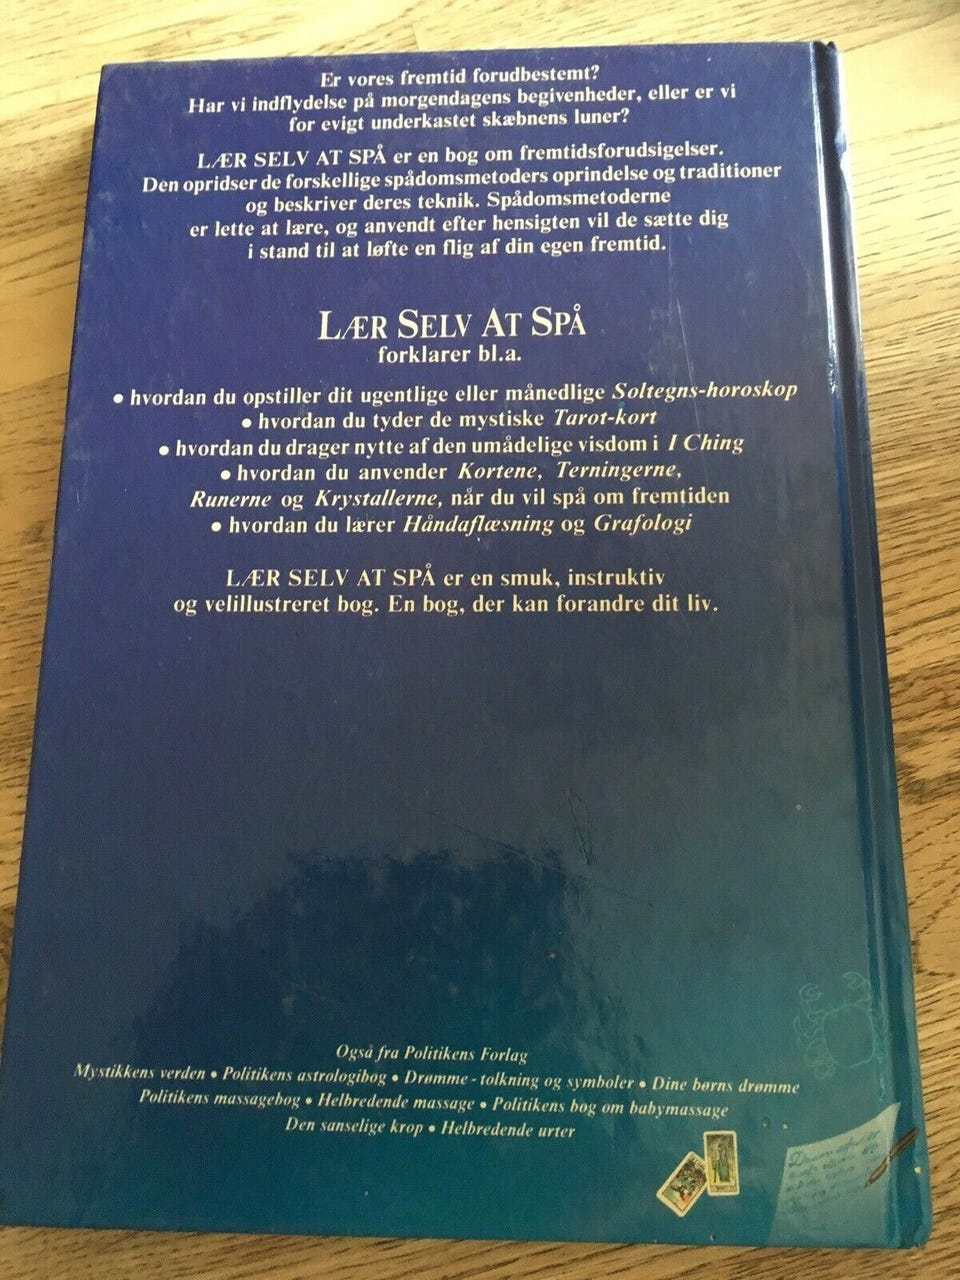 Er vores fremtid forudbestemt?
Har vi indflydelse på morgendagens begivenheder, eller er vi
for evigt underkastet skæbnens luner?
LÆR SELV AT SPÅ er en bog om fremtidsforudsigelser.
Den opridser de forskellige spådomsmetoders oprindelse og traditioner
og beskriver deres teknik. Spådomsmetoderne
er lette at lære, og anvendt efter hensigten vil de sætte dig
i stand til at løfte en flig af din egen fremtid.
LÆR SELV AT SPÅ
forklarer bl.a.
• hvordan du opstiller dit ugentlige eller månedlige Soltegns-horoskop
• hvordan du tyder de mystiske Tarot-kort
• hvordan du drager nytte af den umådelige visdom i I Ching
• hvordan du anvender Kortene, Terningerne,
Runerne og Krystallerne, når du vil spå om fremtiden
• hvordan du lærer Håndaflæsning og Grafologi
LÆR SELV AT SPÅ er en smuk, instruktiv
og velillustreret bog. En bog, der kan forandre dit liv.
Også fra Politikens Forlag
Mystikkens verden • Politikens astrologibog • Drømme - tolkning og symboler • Dine børns drømme
Politikens massagebog • Helbredende massage • Politikens bog om babymassage
Den sanselige krop • Helbredende urter